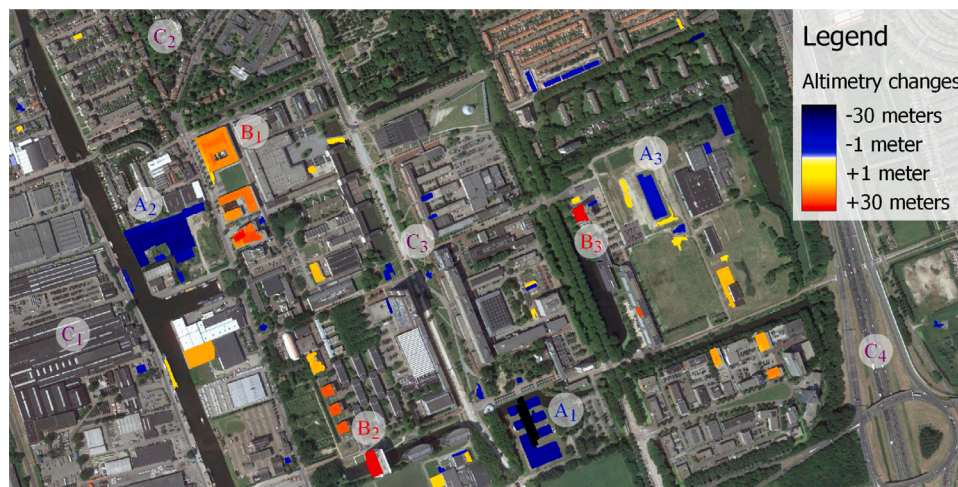 C2
Legend
Altimetry changes
-30 meters
B1
-1 meter
A3
+1 meter
A2
+30 meters
C3
B3
C1
C4
A1
B2